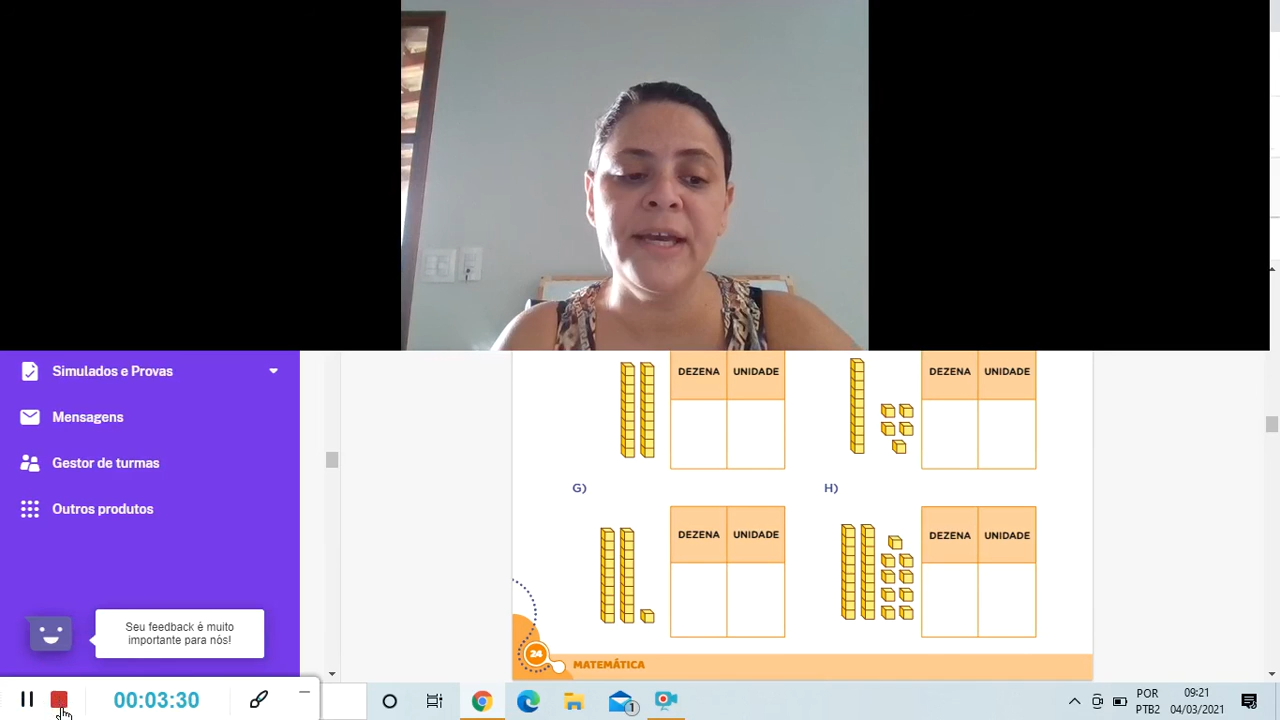 Simulados e Provas
Mensagens
Gestor de turmas
Outros produtos
Seu feedback é muito
importante para nós!
DEZENA UNIDADE
DEZENA UNIDADE
G)
H)
DEZENA UNIDADE
DEZENA UNIDADE
24
MATEMÁTICA
00:03:30
1
POR
PTB2
09:21
04/03/2021